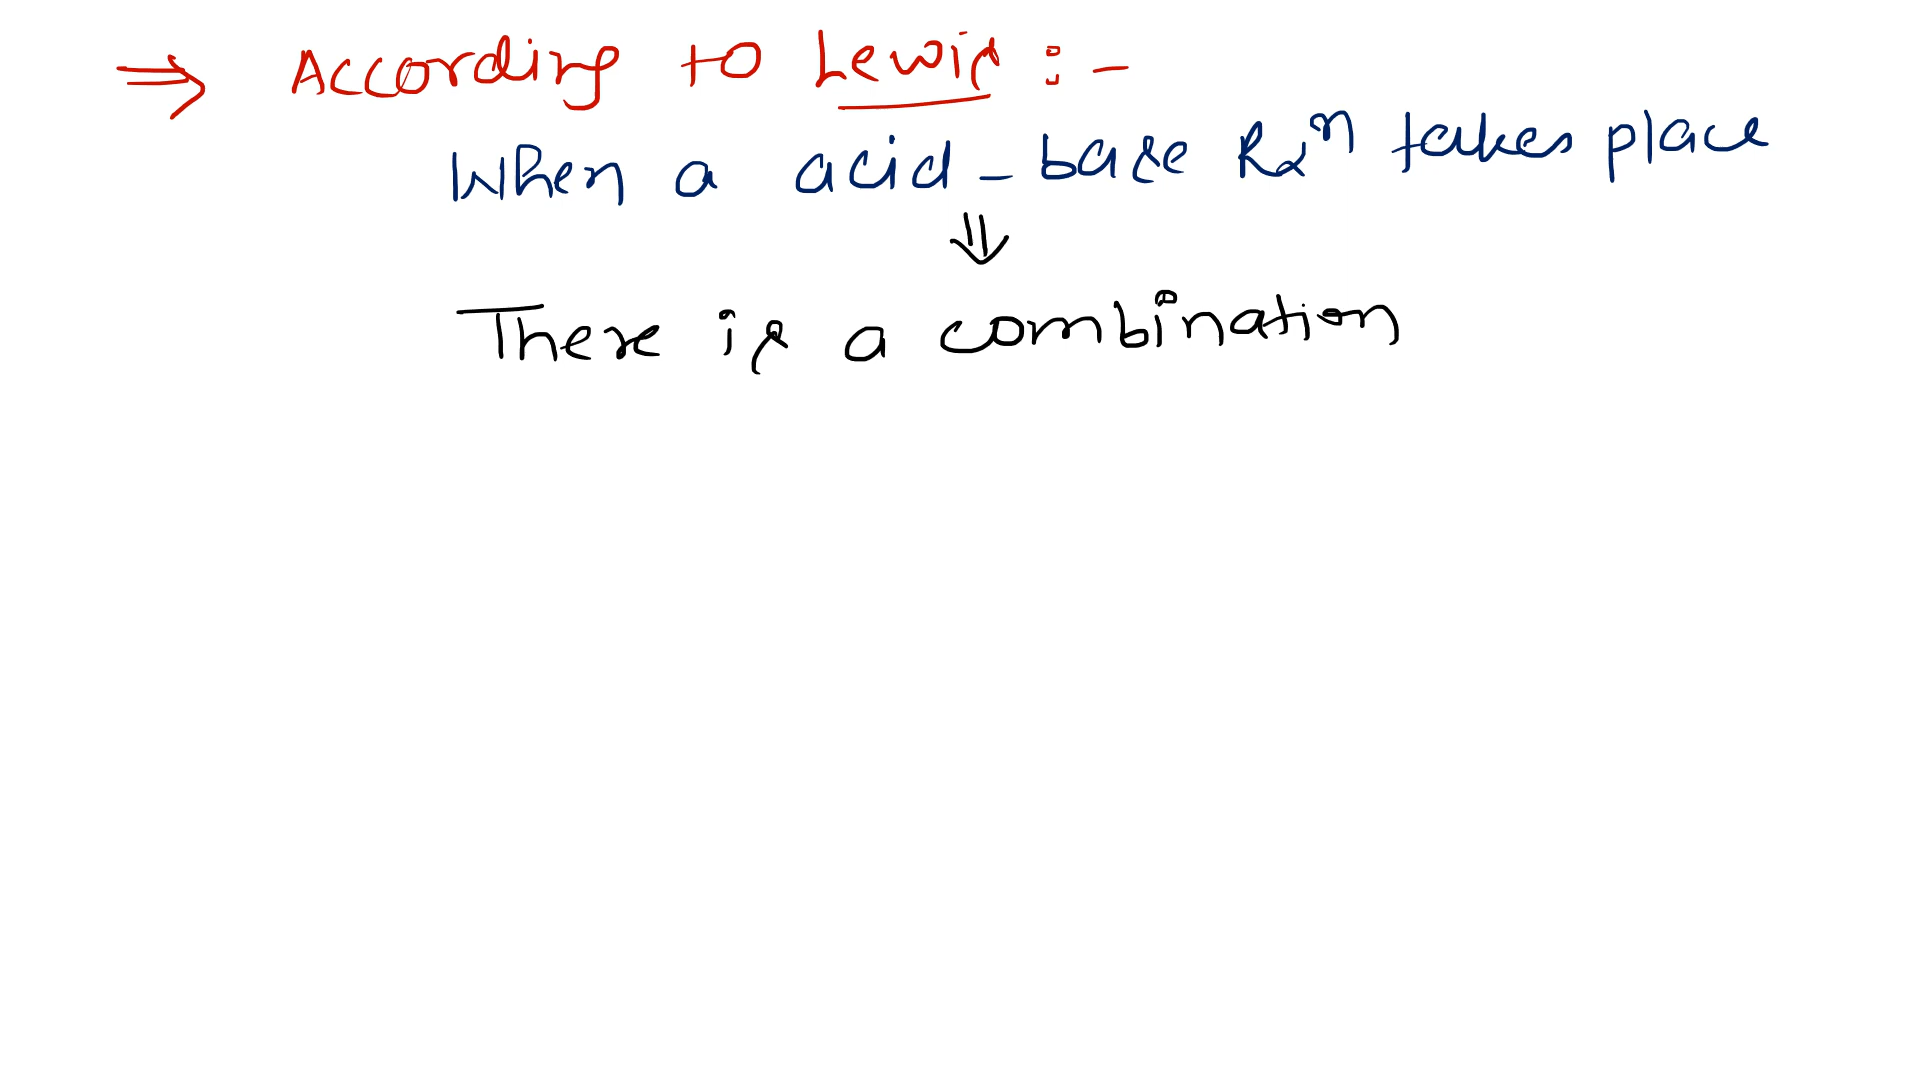 ⇒ According to Lewis :-
When a acid - base Rxⁿ takes place
⇓
There is a combination